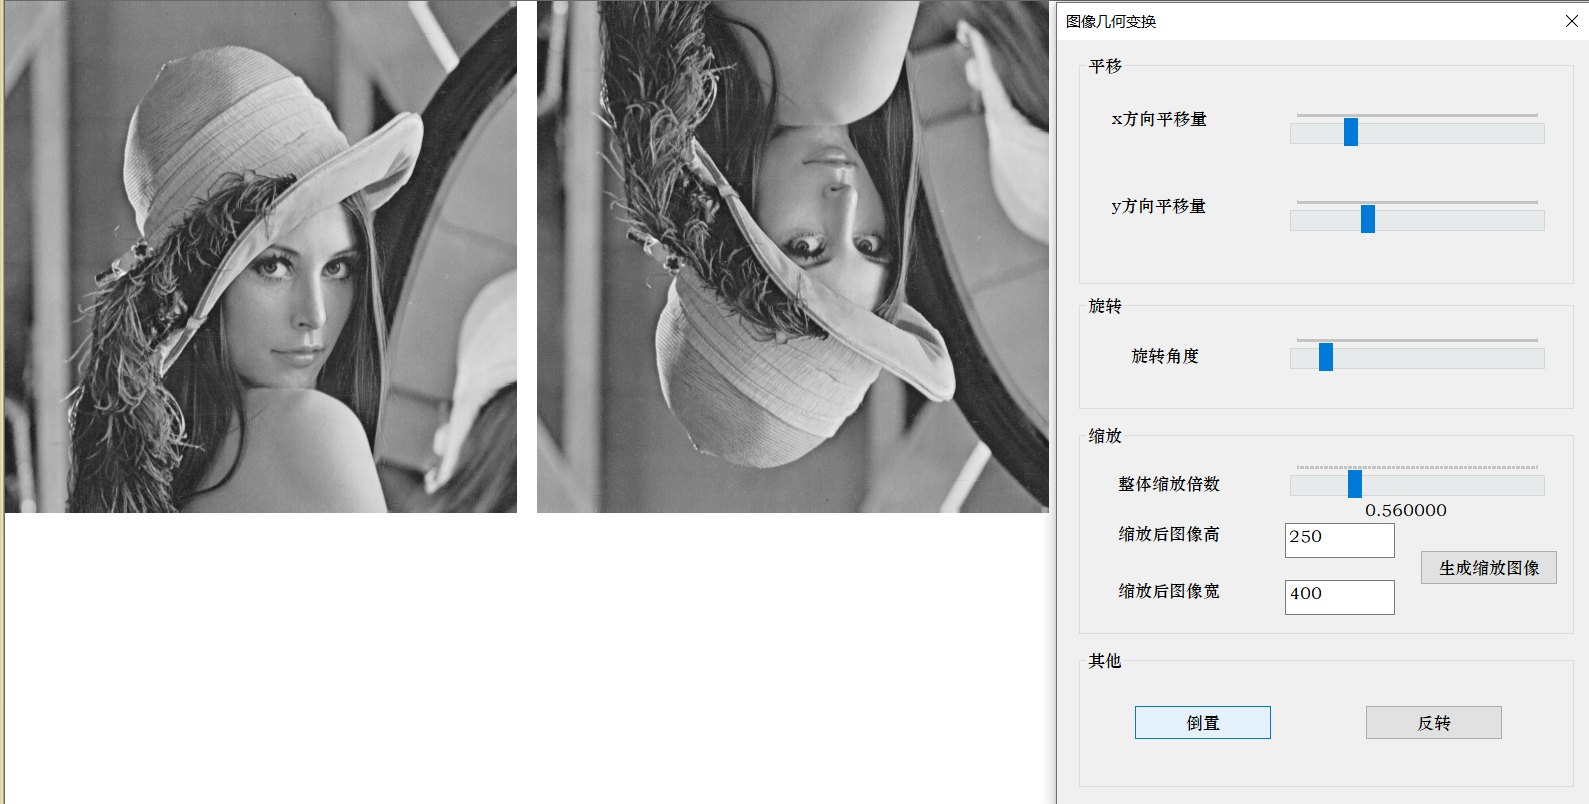 图像几何变换
平移
x方向平移量
y方向平移量
旋转
旋转角度
缩放
整体缩放倍数
0.560000
缩放后图像高
250
生成缩放图像
缩放后图像宽
400
其他
倒置
反转